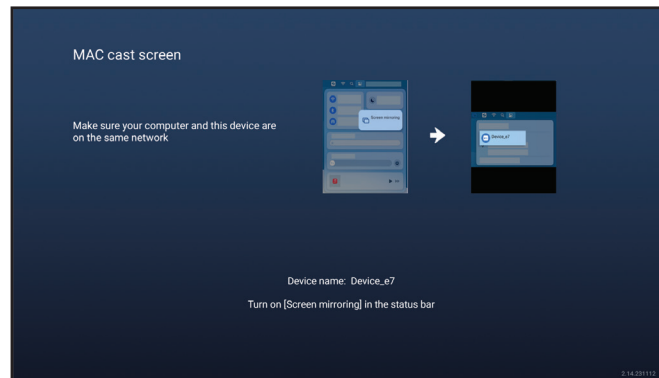 MAC cast screen
Screen mirroring
Device_e7
Make sure your computer and this device are
on the same network
Device name: Device_e7
Turn on [Screen mirroring] in the status bar
2.14.231112